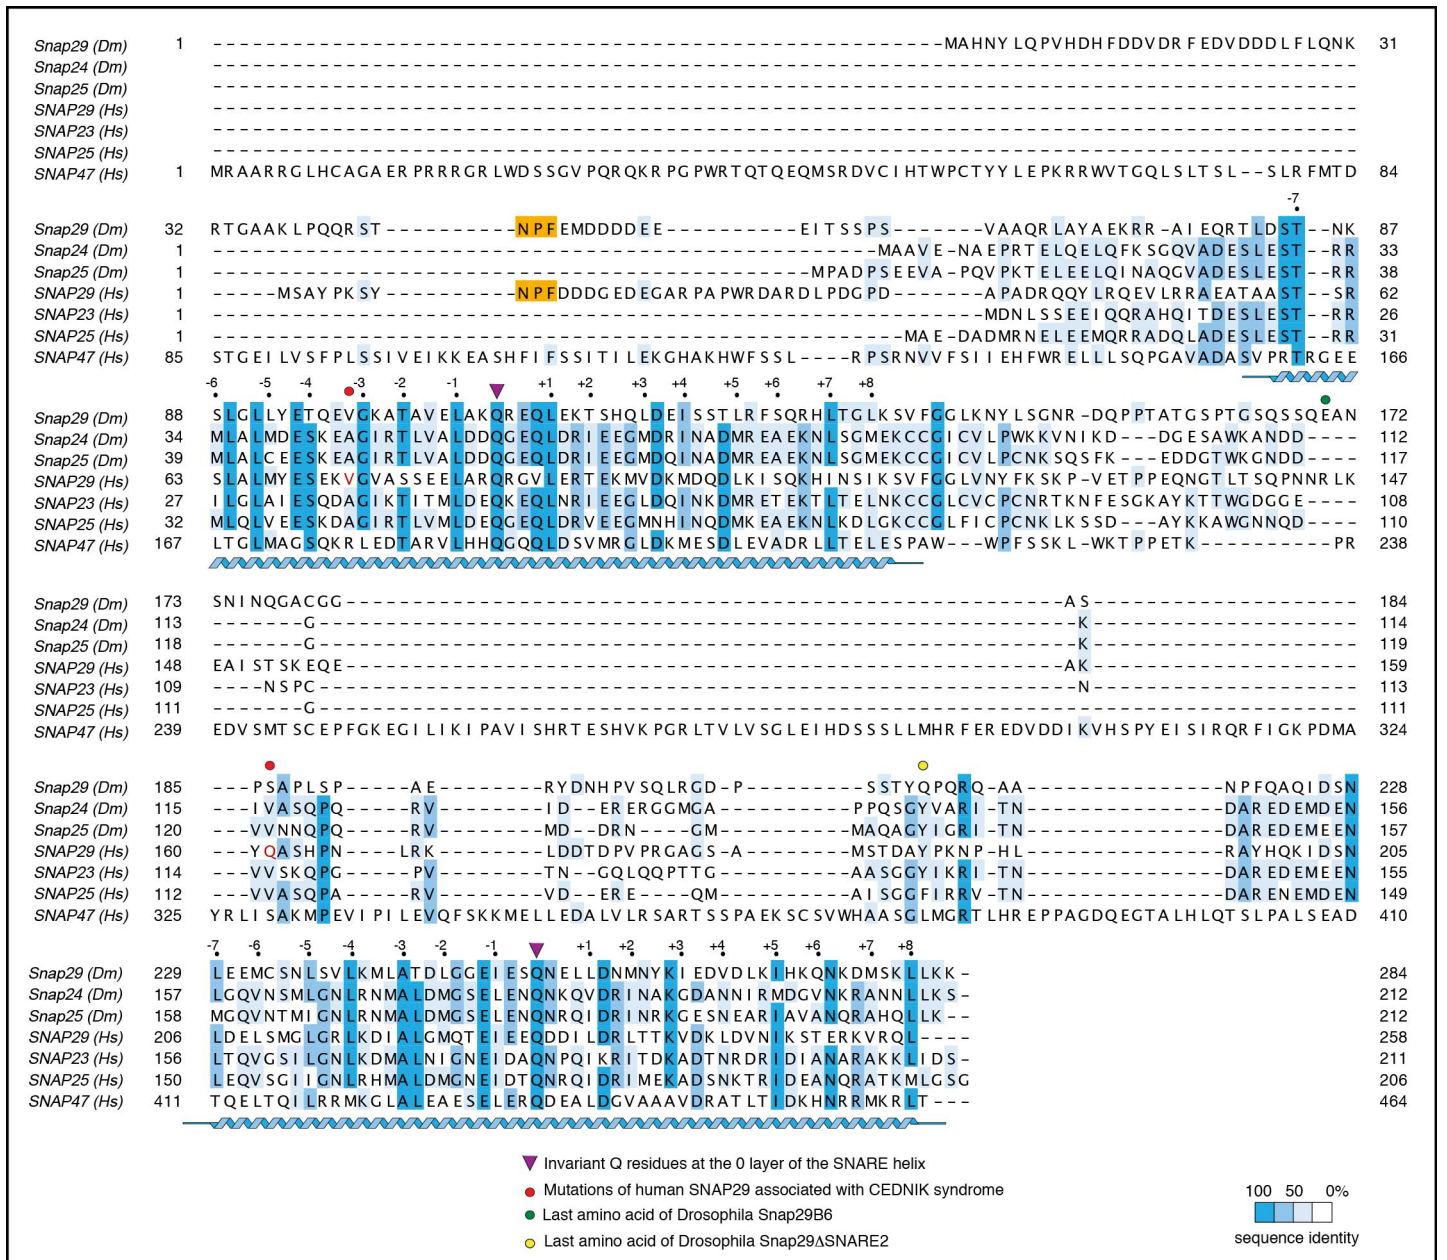 Snap29 (Dm) 1 ----------------------------------------------------------MAHNYLQPVHDHFDDVDRFEDVDDDLFLQNK 31
Snap24 (Dm)
Snap25 (Dm)
SNAP29 (Hs)
SNAP23 (Hs)
SNAP25 (Hs)
SNAP47 (Hs) 1 MRAARRGLHCAGAERPRRRGRLWDSSGVPQRQKRPGPWRTQTQEQMSRDVCIHTWPCTYYLEPKRRWVTGQLSLTSL--SLRFMTD 84
-7
Snap29 (Dm) 32 RTGAAKLPQQRST----------NPFEMDDDDEE----------EITSSPS-------VAAQRLAYAEKRR-AIEQRTLDST--NK 87
Snap24 (Dm) 1 --------------------------------------------------MAAVE-NAEPRTELQELQFKSGQVADESLEST--RR 33
Snap25 (Dm) 1 ---------------------------------------------MPADPSEEVA-PQVPKTELEELQINAQGVADESLEST--RR 38
SNAP29 (Hs) 1 -----MSAYPKSY----------NPFDDDGEDEGARPAPWRDARDLPDGPD-------APADRQQYLRQEVLRRAEATAAST--SR 62
SNAP23 (Hs) 1 ----------------------------------------------------------MDNLSSEEIQQRAHQITDESLEST--RR 26
SNAP25 (Hs) 1 ----------------------------------------------------MAE-DADMRNELEEMQRRADQLADESLEST--RR 31
SNAP47 (Hs) 85 STGEILVSFPLSSIVEIKKEASHFIFSSITILEKGHAKHWFSSL----RPSRNVVFSIIEHFWRELLLSQPGAVADASVPRTRGEE 166
-6 -5 -4 -3 -2 -1 +1 +2 +3 +4 +5 +6 +7 +8
Snap29 (Dm) 88 SLGLLYETQEVGKATAVELAKQREQLEKTSHQLDEISSTLRFSQRHLTGLKSVFGGLKNYLSGNR-DQPPTATGSPTGSQSSQEAN 172
Snap24 (Dm) 34 MLALMDESKEAGIRTLVALDDQGEQLDRIEEGMDRINADMREAEKNLSGMEKCCGICVLPWKKVNIKD---DGESAWKANDD---- 112
Snap25 (Dm) 39 MLALCEESKEAGIRTLVALDDQGEQLDRIEEGMDQINADMREAEKNLSGMEKCCGICVLPCNKSQSFK---EDDGTWKGNDD---- 117
SNAP29 (Hs) 63 SLALMYESEKVGVASSEELARQRGVLERTEKMVDKMDQDLKISQKHINSIKSVFGGLVNYFKSKP-VETPPEQNGTLTSQPNNRLK 147
SNAP23 (Hs) 27 ILGLAIESQDAGIKTITMLDEQKEQLNRIEEGLDQINKDMRETEKTLTELNKCCGLCVCPCNRTKNFESGKAYKTTWGDGGE---- 108
SNAP25 (Hs) 32 MLQLVEESKDAGIRTLVMLDEQGEQLDRVEEGMNHINQDMKEAEKNLKDLGKCCGLFICPCNKLKSSD---AYKKAWGNNQD---- 110
SNAP47 (Hs) 167 LTGLMAGSQKRLEDTARVLHHQGQQLDSVMRGLDKMESDLEVADRLLTELESPAW---WPFSSKL-WKTPPETK----------PR 238
Snap29 (Dm) 173 SNINQGACGG------------------------------------------------------AS-------------------- 184
Snap24 (Dm) 113 -------G---------------------------------------------------------K-------------------- 114
Snap25 (Dm) 118 -------G---------------------------------------------------------K-------------------- 119
SNAP29 (Hs) 148 EAISTSKEQE------------------------------------------------------AK-------------------- 159
SNAP23 (Hs) 109 ----NSPC---------------------------------------------------------N-------------------- 113
SNAP25 (Hs) 111 -------G------------------------------------------------------------------------------ 111
SNAP47 (Hs) 239 EDVSMTSCEPFGKEGILIKIPAVISHRTESHVKPGRLTVLVSGLEIHDSSSLLMHRFEREDVDDIKVHSPYEISIRQRFIGKPDMA 324
Snap29 (Dm) 185 ---PSAPLSP-----AE--------RYDNHPVSQLRGD-P---------SSTYQPQRQ-AA---------------NPFQAQIDSN 228
Snap24 (Dm) 115 ---IVASQPQ-----RV--------ID--ERERGGMGA----------PPQSGYVARI-TN---------------DAREDEMDEN 156
Snap25 (Dm) 120 ---VVNNQPQ-----RV--------MD--DRN----GM----------MAQAGYIGRI-TN---------------DAREDEMEEN 157
SNAP29 (Hs) 160 ---YQASHPN----LRK--------LDDTDPVPRGAGS-A--------MSTDAYPKNP-HL---------------RAYHQKIDSN 205
SNAP23 (Hs) 114 ---VVSKQPG-----PV--------TN--GQLQQPTTG----------AASGGYIKRI-TN---------------DAREDEMEEN 155
SNAP25 (Hs) 112 ---VVASQPA-----RV--------VD--ERE----QM----------AISGGFIRRV-TN---------------DARENEMDEN 149
SNAP47 (Hs) 325 YRLISAKMPEVIPILEVQFSKKMELLEDALVLRSARTSSPAEKSCSVWHAASGLMGRTLHREPPAGDQEGTALHLQTSLPALSEAD 410
-7 -6 -5 -4 -3 -2 -1 +1 +2 +3 +4 +5 +6 +7 +8
Snap29 (Dm) 229 LEEMCSNLSVLKMLATDLGGEIESQNELLDNMNYKIEDVDLKIHKQNKDMSKLLKK- 284
Snap24 (Dm) 157 LGQVNSMLGNLRNMALDMGSELENQNKQVDRINAKGDANNIRMDGVNKRANNLLKS- 212
Snap25 (Dm) 158 MGQVNTMIGNLRNMALDMGSELENQNRQIDRINRKGESNEARIAVANQRAHQLLK-- 212
SNAP29 (Hs) 206 LDELSMGLGRLKDIALGMQTEIEEQDDILDRLTTKVDKLDVNIKSTERKVRQL---- 258
SNAP23 (Hs) 156 LTQVGSILGNLKDMALNIGNEIDAQNPQIKRITDKADTNRDRIDIANARAKKLIDS- 211
SNAP25 (Hs) 150 LEQVSGIIGNLRHMALDMGNEIDTQNRQIDRIMEKADSNKTRIDEANQRATKMLGSG 206
SNAP47 (Hs) 411 TQELTQILRRMKGLALEAESELERQDEALDGVAAAVDRATLTIDKHNRRMKRLT--- 464
Invariant Q residues at the 0 layer of the SNARE helix
Mutations of human SNAP29 associated with CEDNIK syndrome
Last amino acid of Drosophila Snap29B6
Last amino acid of Drosophila Snap29ΔSNARE2
100 50 0%
sequence identity